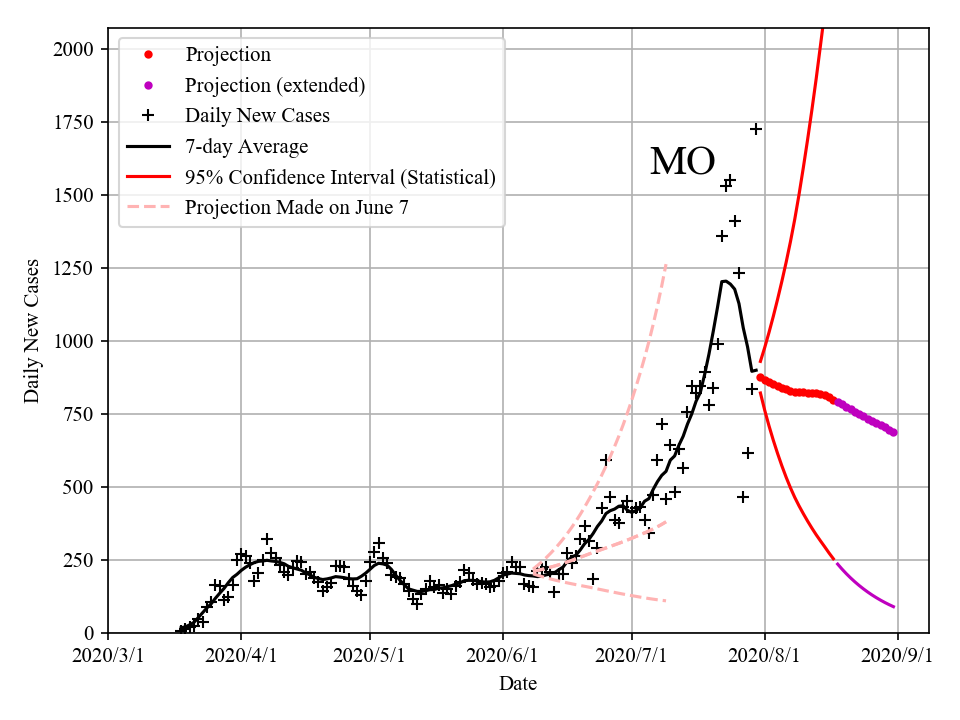 Projection
Projection (extended)
Daily New Cases
7-day Average
95% Confidence Interval (Statistical)
Projection Made on June 7
MO
Daily New Cases
2000
1750
1500
1250
1000
750
500
250
0
2020/3/1 2020/4/1 2020/5/1 2020/6/1 2020/7/1 2020/8/1 2020/9/1
Date